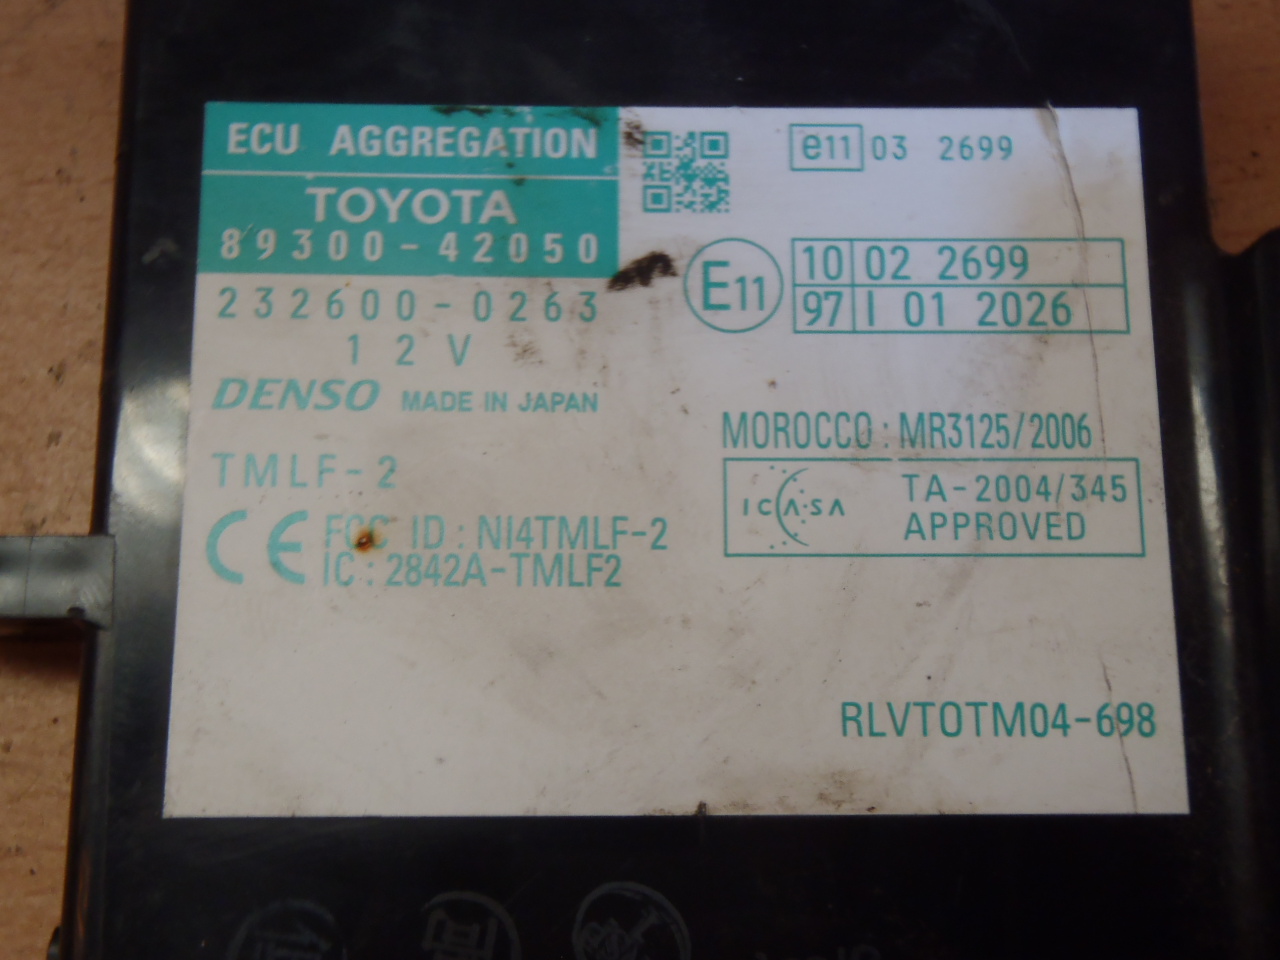 ECU AGGREGATION
TOYOTA
89300-42050
232600-0263
12V
DENSO MADE IN JAPAN
TMLF-2
CE FCC ID : NI4TMLF-2
IC : 2842A-TMLF2
e11 03 2699
E11
10 02 2699
97 I 01 2026
MOROCCO : MR3125/2006
ICASA TA-2004/345
APPROVED
RLVTOTM04-698